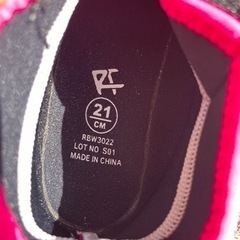 21
CM
RBW3022
LOT NO S01
MADE IN CHINA